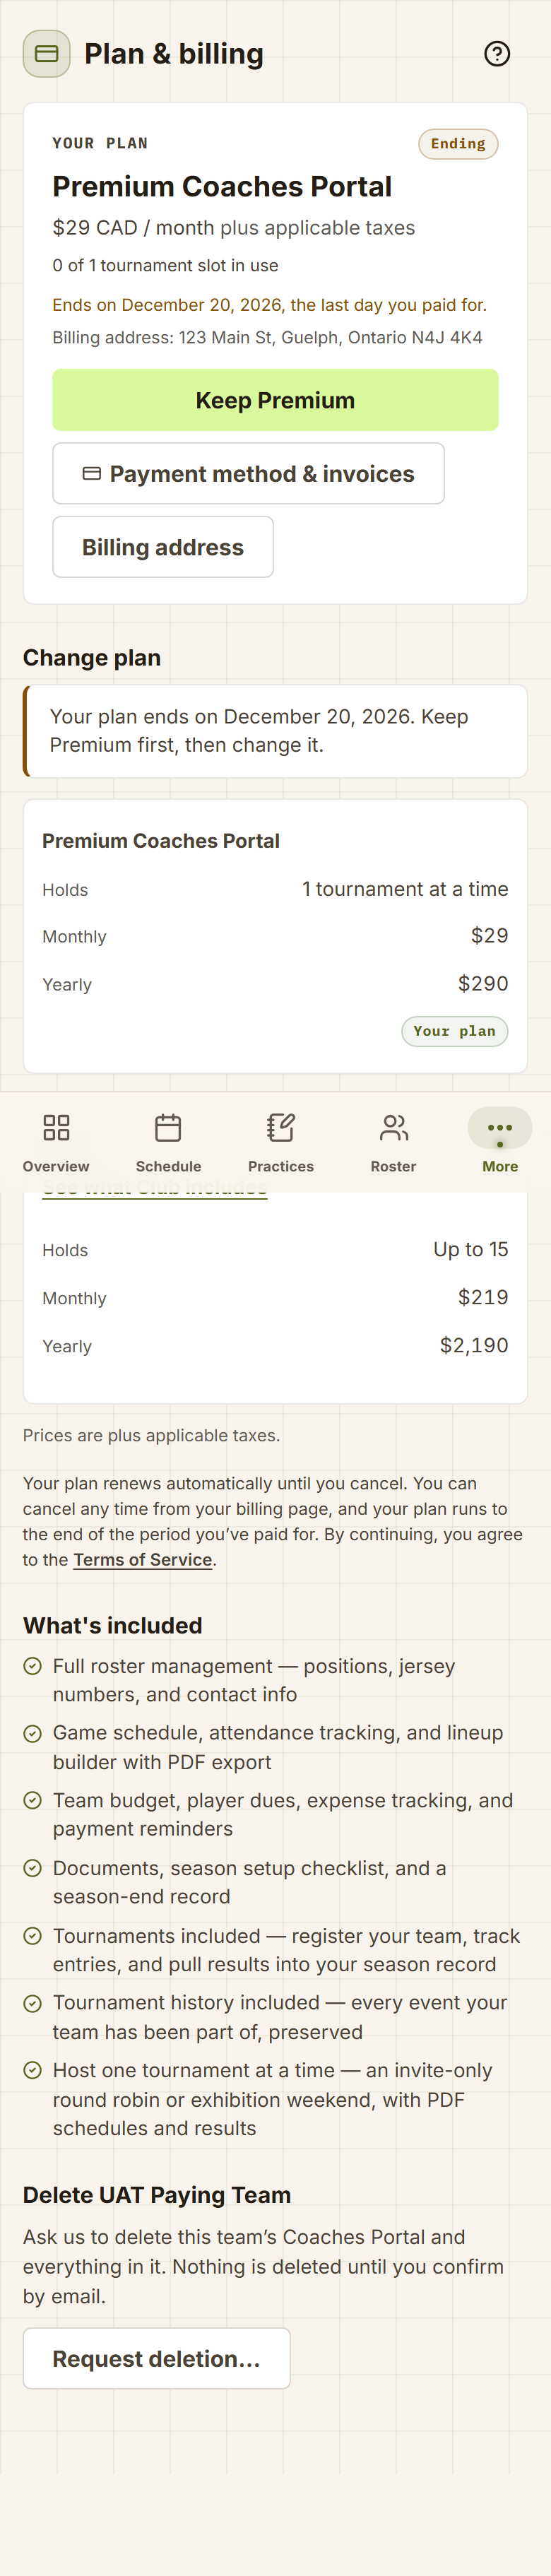 Plan & billing
YOUR PLAN
Ending
Premium Coaches Portal
$29 CAD / month plus applicable taxes
0 of 1 tournament slot in use
Ends on December 20, 2026, the last day you paid for.
Billing address: 123 Main St, Guelph, Ontario N4J 4K4
Keep Premium
Payment method & invoices
Billing address
Change plan
Your plan ends on December 20, 2026. Keep
Premium first, then change it.
Premium Coaches Portal
Holds 1 tournament at a time
Monthly $29
Yearly $290
Your plan
Overview Schedule Practices Roster More
See what Club includes
Holds Up to 15
Monthly $219
Yearly $2,190
Prices are plus applicable taxes.
Your plan renews automatically until you cancel. You can
cancel any time from your billing page, and your plan runs to
the end of the period you’ve paid for. By continuing, you agree
to the Terms of Service.
What's included
Full roster management — positions, jersey
numbers, and contact info
Game schedule, attendance tracking, and lineup
builder with PDF export
Team budget, player dues, expense tracking, and
payment reminders
Documents, season setup checklist, and a
season-end record
Tournaments included — register your team, track
entries, and pull results into your season record
Tournament history included — every event your
team has been part of, preserved
Host one tournament at a time — an invite-only
round robin or exhibition weekend, with PDF
schedules and results
Delete UAT Paying Team
Ask us to delete this team’s Coaches Portal and
everything in it. Nothing is deleted until you confirm
by email.
Request deletion...